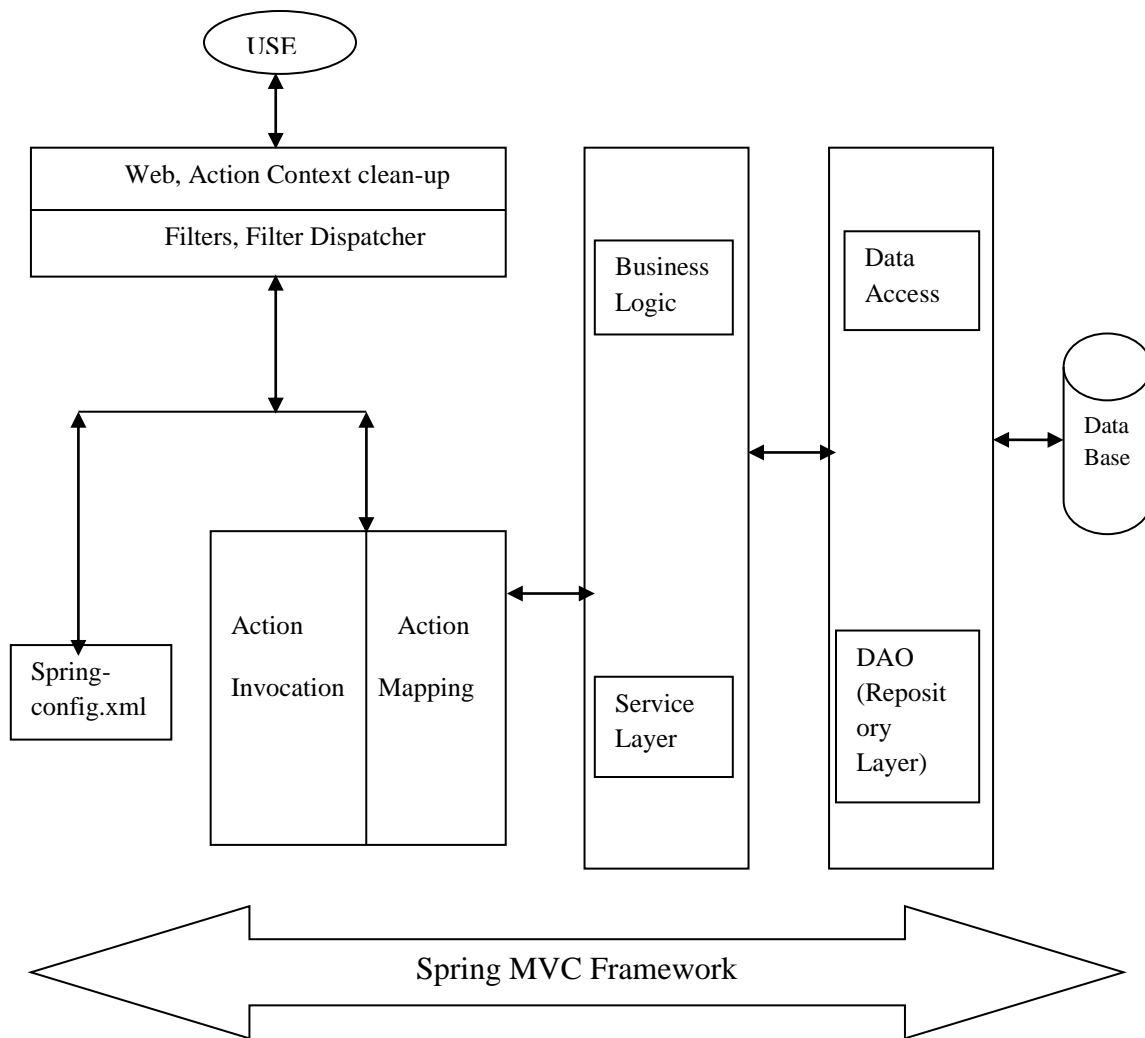 USE
Web, Action Context clean-up
Filters, Filter Dispatcher
Business
Logic
Data
Access
Data
Base
Action
Invocation
Action
Mapping
Spring-
config.xml
Service
Layer
DAO
(Reposit
ory
Layer)
Spring MVC Framework